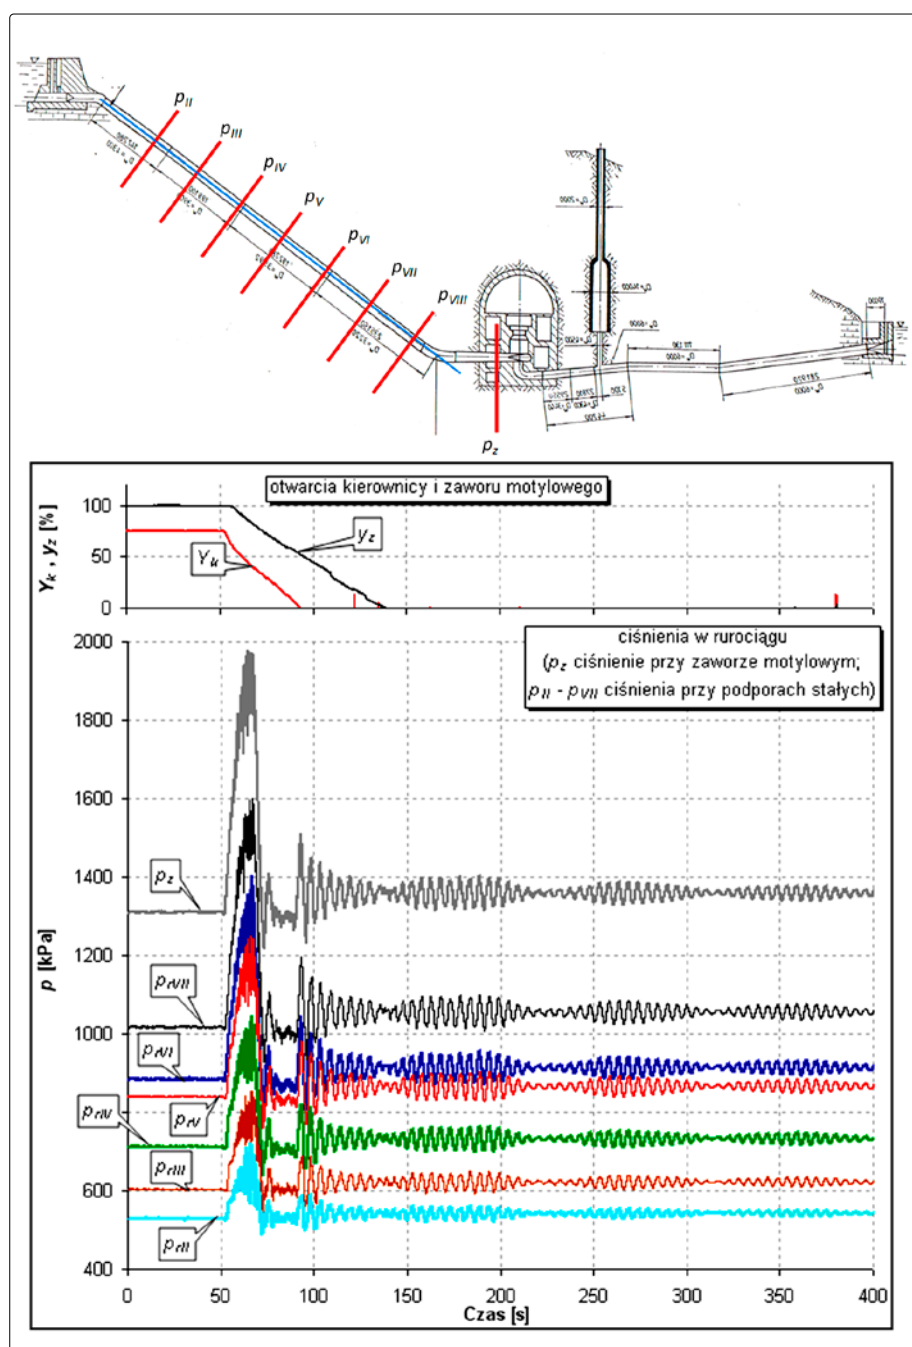 p_II
p_III
p_IV
p_V
p_VI
p_VII
p_VIII
p_z
otwarcia kierownicy i zaworu motylowego
Y_k , y_z [%]
100
50
0
y_z
Y_k
ciśnienia w rurociągu
(p_z ciśnienie przy zaworze motylowym;
p_II - p_VII ciśnienia przy podporach stałych)
p [kPa]
2000
1800
1600
1400
1200
1000
800
600
400
p_z
p_rVII
p_rVI
p_rV
p_rIV
p_rIII
p_rII
0 50 100 150 200 250 300 350 400
Czas [s]